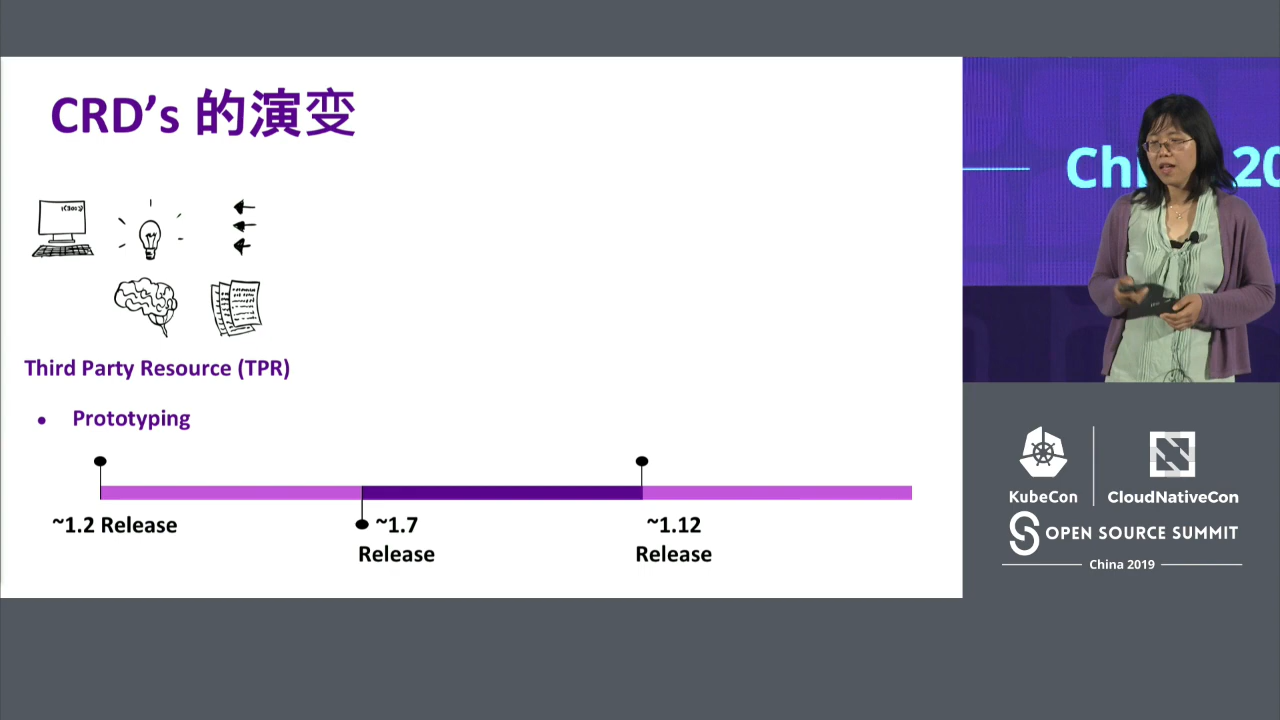 CRD’s 的演变
Third Party Resource (TPR)
● Prototyping
~1.2 Release
~1.7
Release
~1.12
Release
KubeCon
CloudNativeCon
OPEN SOURCE SUMMIT
China 2019